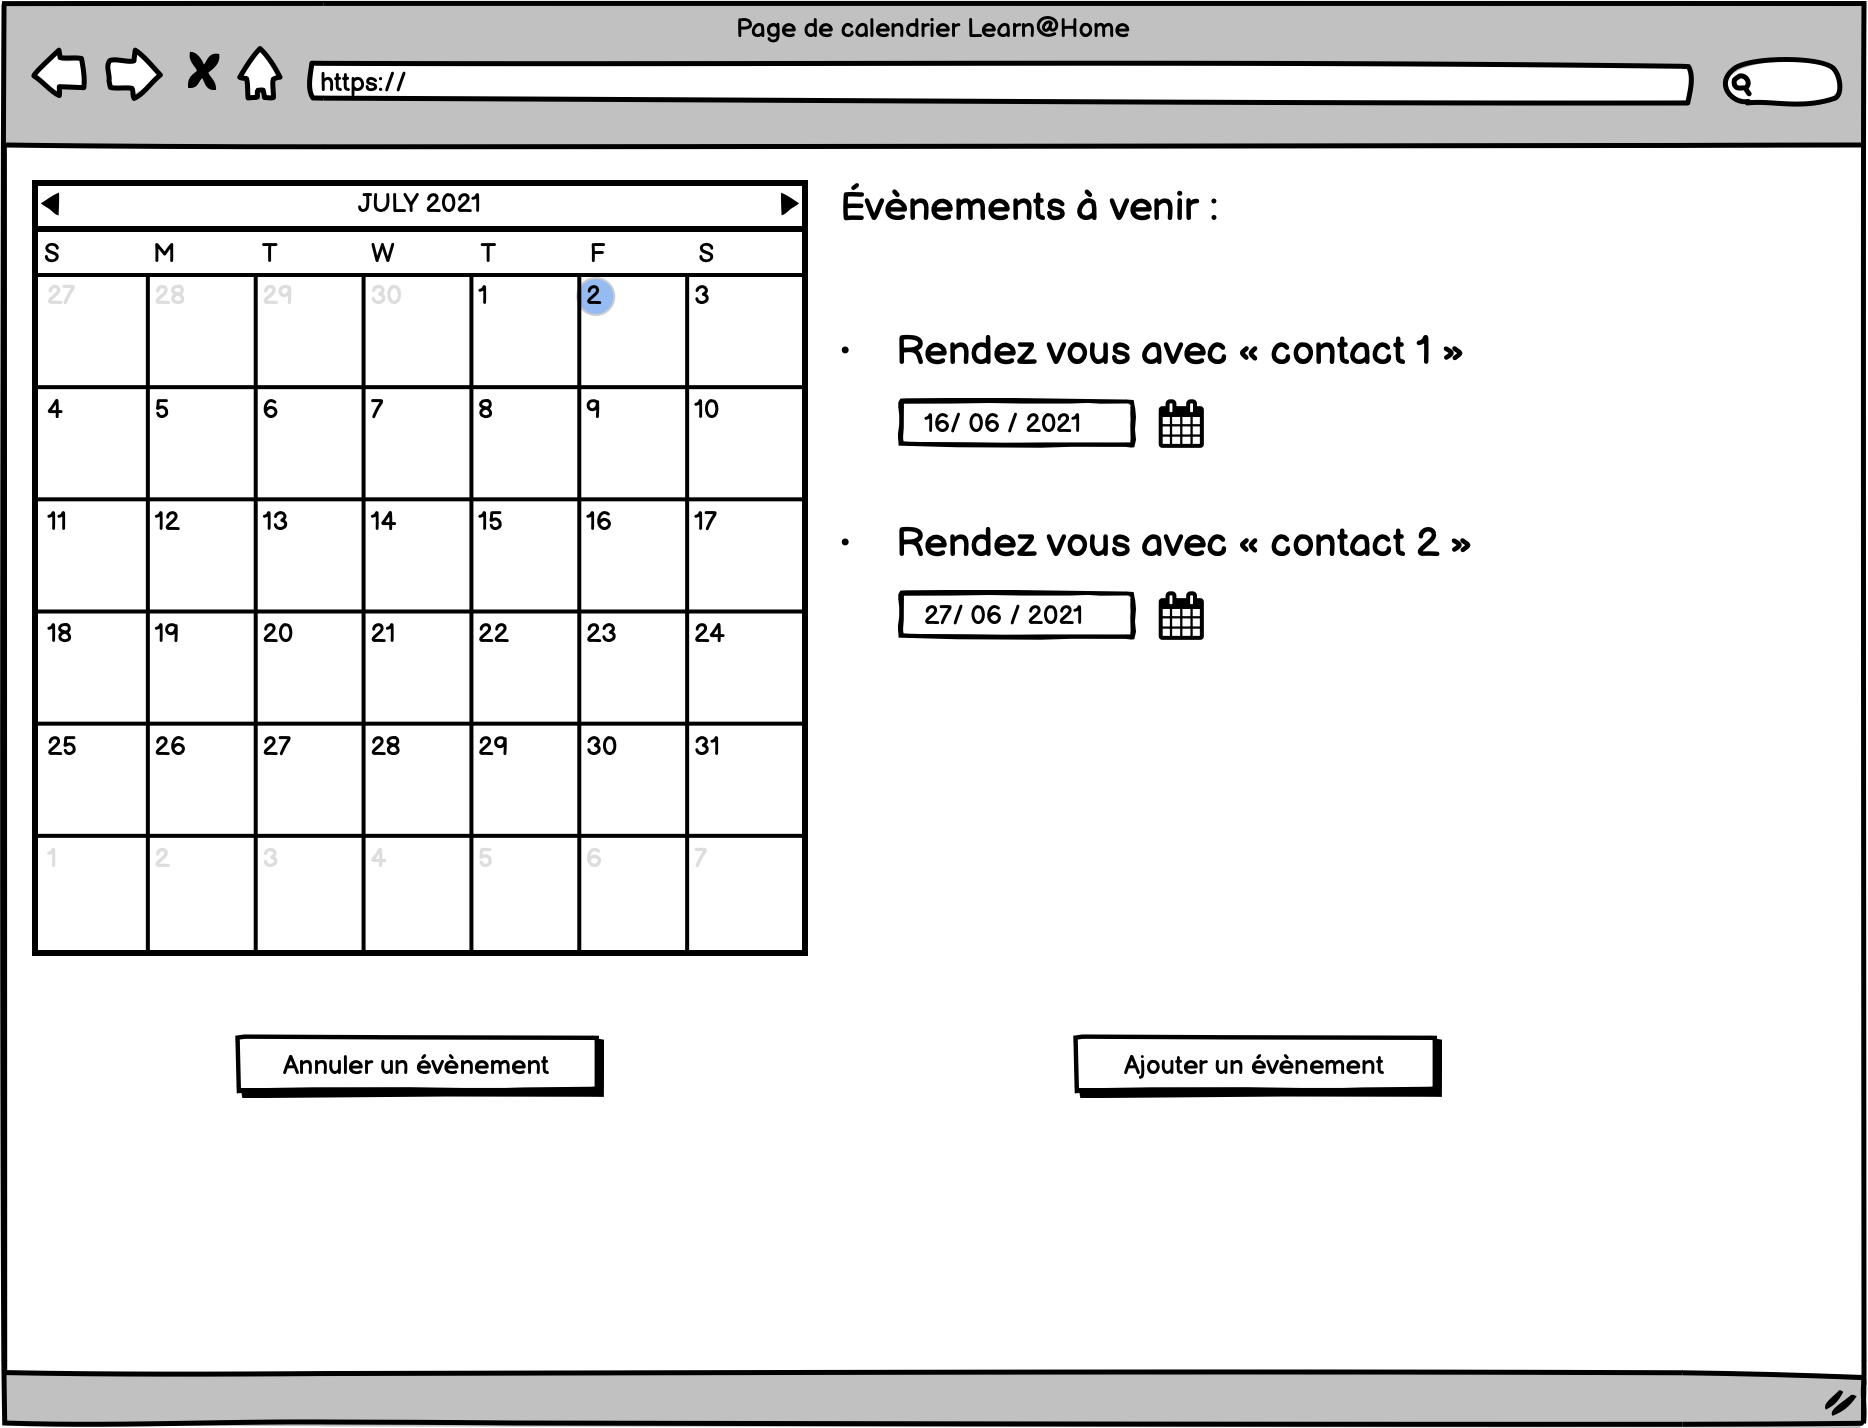 Page de calendrier Learn@Home
https://
JULY 2021
S M T W T F S
27 28 29 30 1 2 3
4 5 6 7 8 9 10
11 12 13 14 15 16 17
18 19 20 21 22 23 24
25 26 27 28 29 30 31
1 2 3 4 5 6 7
Évènements à venir :
· Rendez vous avec « contact 1 »
16/ 06 / 2021
· Rendez vous avec « contact 2 »
27/ 06 / 2021
Annuler un évènement
Ajouter un évènement